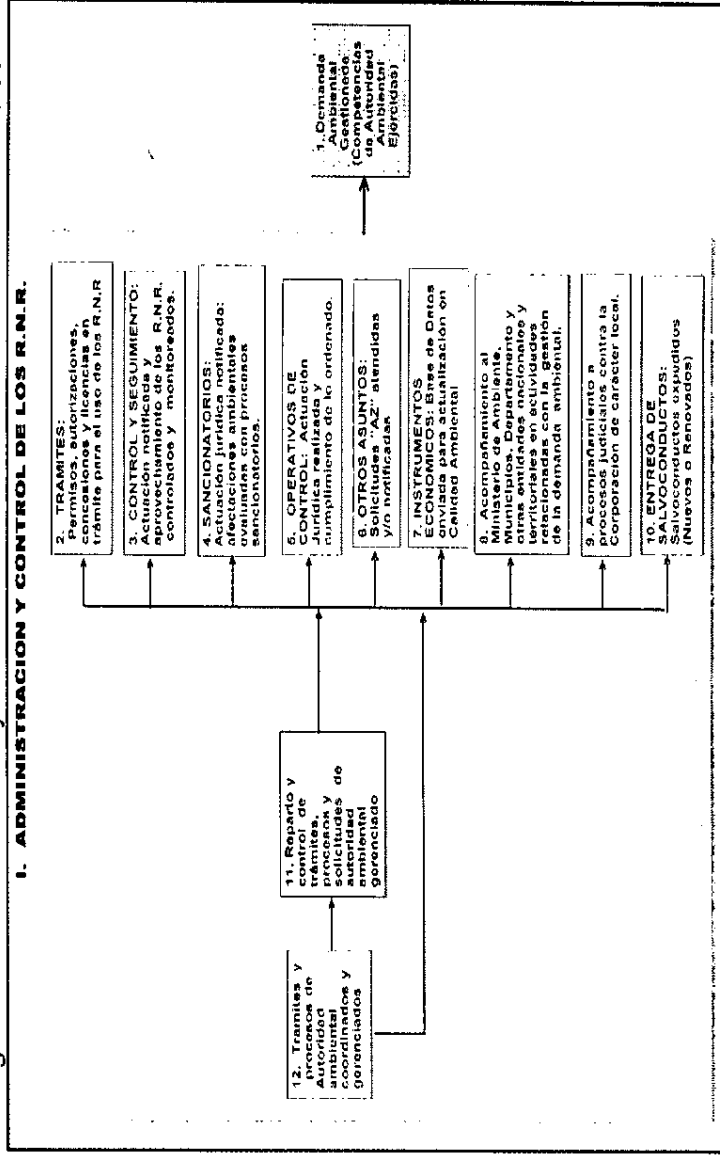 I. ADMINISTRACION Y CONTROL DE LOS R.N.R.
12. Tramites y
procesos de
Autoridad
ambiental
coordinados y
gerenciados
11. Reparto y
control de
trámites,
procesos y
solicitudes de
autoridad
ambiental
gerenciado
2. TRAMITES:
Permisos, autorizaciones,
concesiones y licencias en
trámite para el uso de los R.N.R
3. CONTROL Y SEGUIMIENTO:
Actuación notificada y
aprovechamiento de los R.N.R.
controlados y monitoreados.
4. SANCIONATORIOS:
Actuación jurídica notificada:
afectaciones ambientales
evaluadas con procesos
sancionatorios.
5. OPERATIVOS DE
CONTROL: Actuación
Jurídica realizada y
cumplimiento de lo ordenado.
6. OTROS ASUNTOS:
Solicitudes "AZ" atendidas
y/o notificadas
7. INSTRUMENTOS
ECONOMICOS: Base de Datos
enviada para actualización en
Calidad Ambiental
8. Acompañamiento al
Ministerio de Ambiente,
Municipios, Departamento y
otras entidades nacionales y
territoriales en actividades
relacionadas con la gestión
de la demanda ambiental.
9. Acompañamiento a
procesos judiciales contra la
Corporación de carácter local.
10. ENTREGA DE
SALVOCONDUCTOS:
Salvoconductos expedidos
(Nuevos o Renovados)
1. Demanda
Ambiental
Gestionada
(Competencias
de Autoridad
Ambiental
Ejercidas)